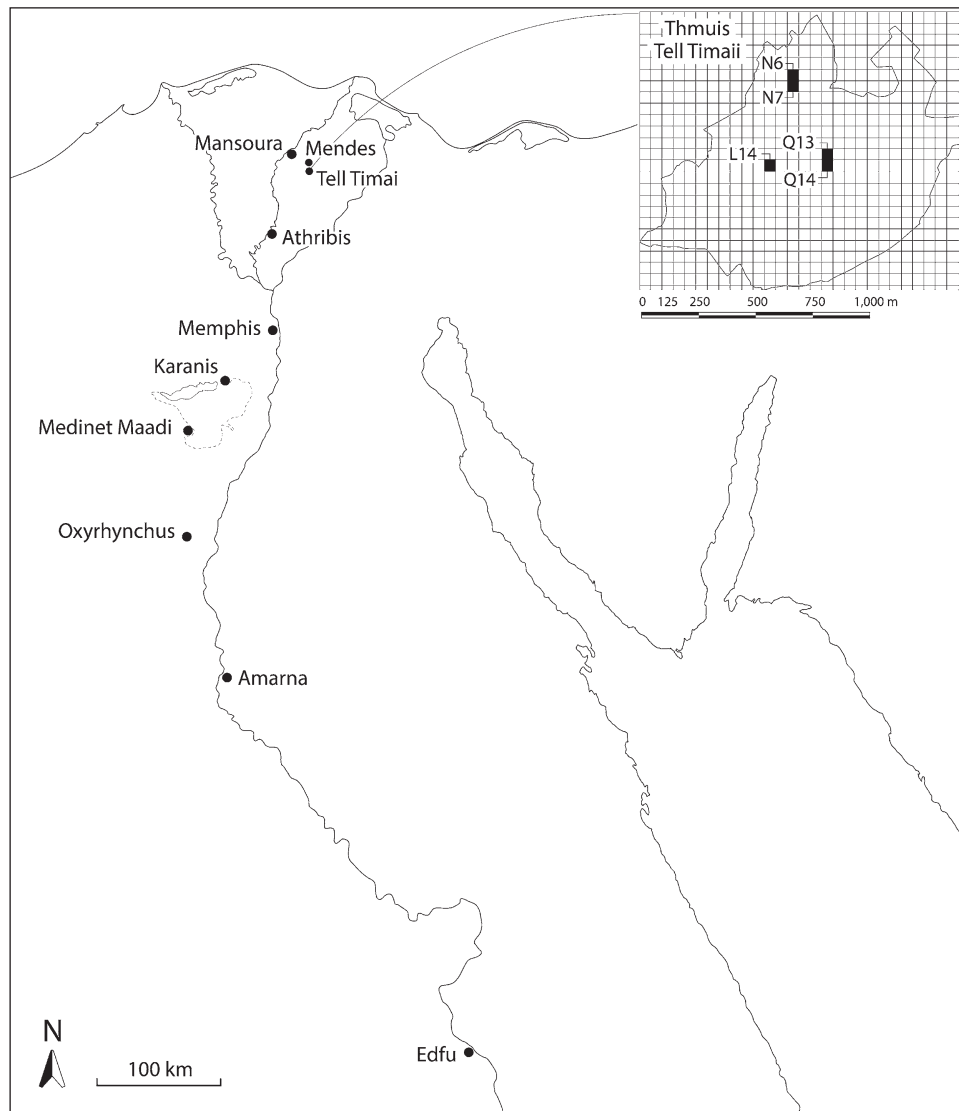 Thmuis
Tell Timaii
N6
N7
Q13
L14
Q14
0 125 250 500 750 1,000 m
Mansoura
Mendes
Tell Timai
Athribis
Memphis
Karanis
Medinet Maadi
Oxyrhynchus
Amarna
Edfu
N
100 km